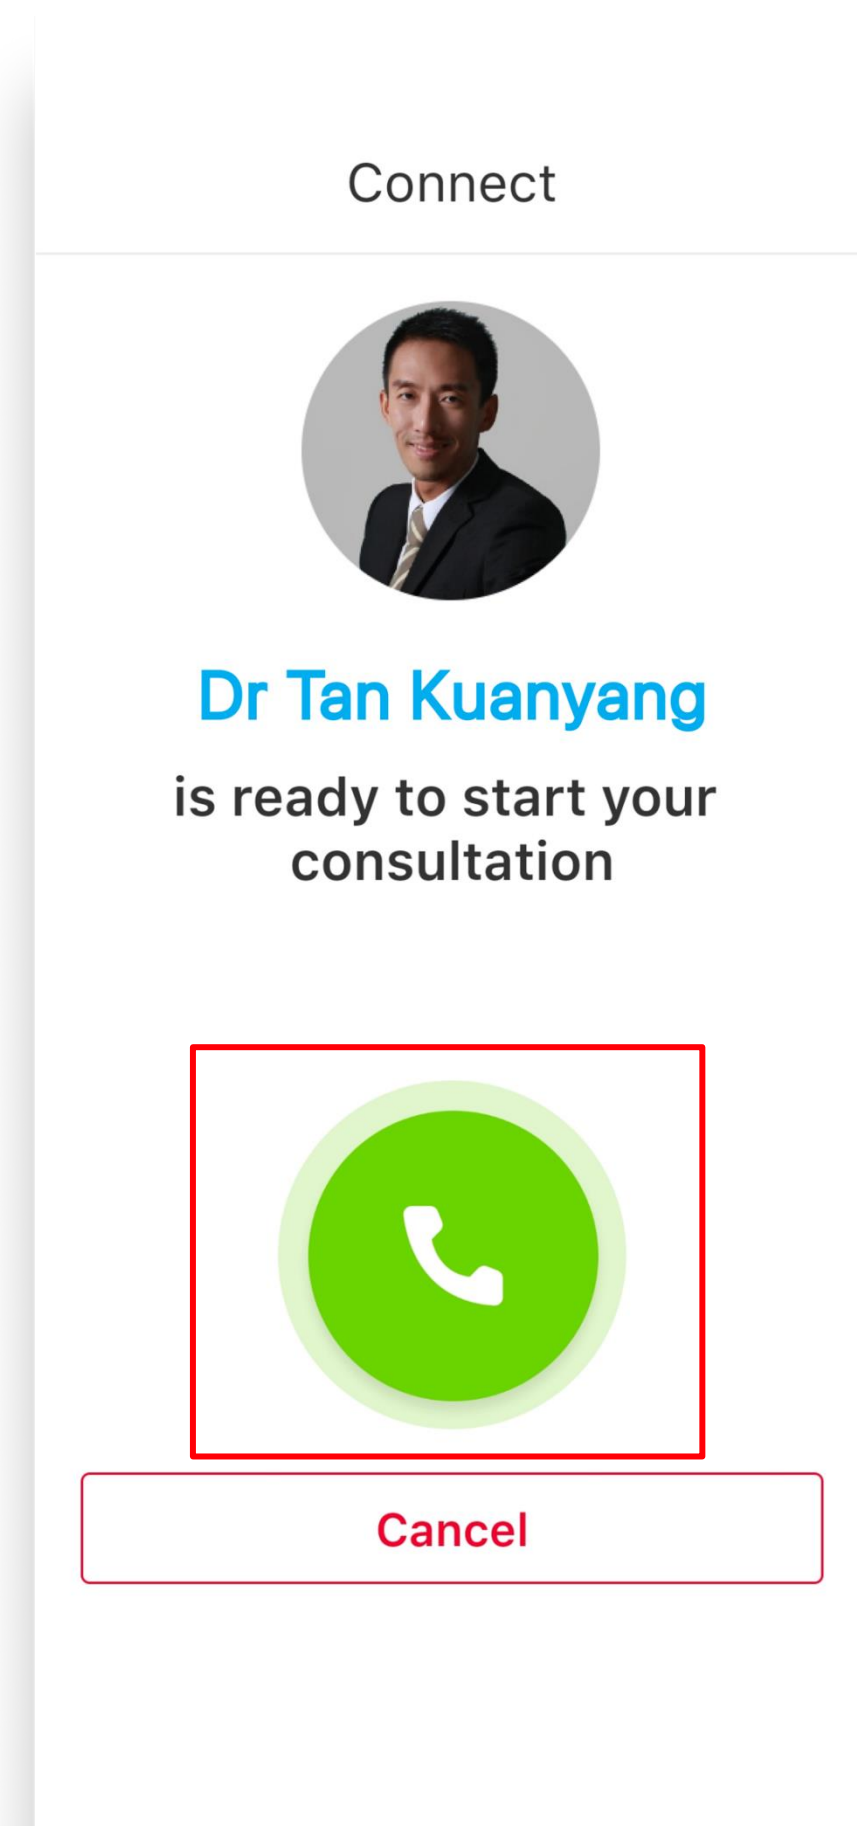 Connect
Dr Tan Kuanyang
is ready to start your
consultation
Cancel